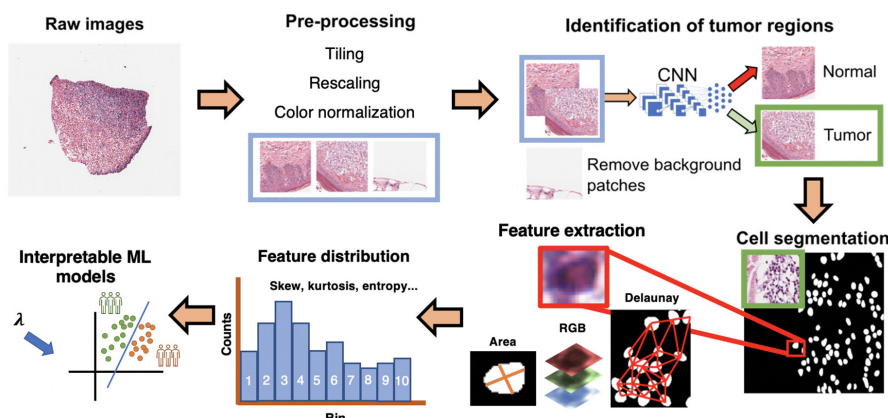 Raw images
Pre-processing
Tiling
Rescaling
Color normalization
Identification of tumor regions
CNN
Normal
Tumor
Remove background
patches
Cell segmentation
Feature extraction
Delaunay
RGB
Area
Feature distribution
Skew, kurtosis, entropy...
Counts
1 2 3 4 5 6 7 8 9 10
Bin
Interpretable ML
models
λ